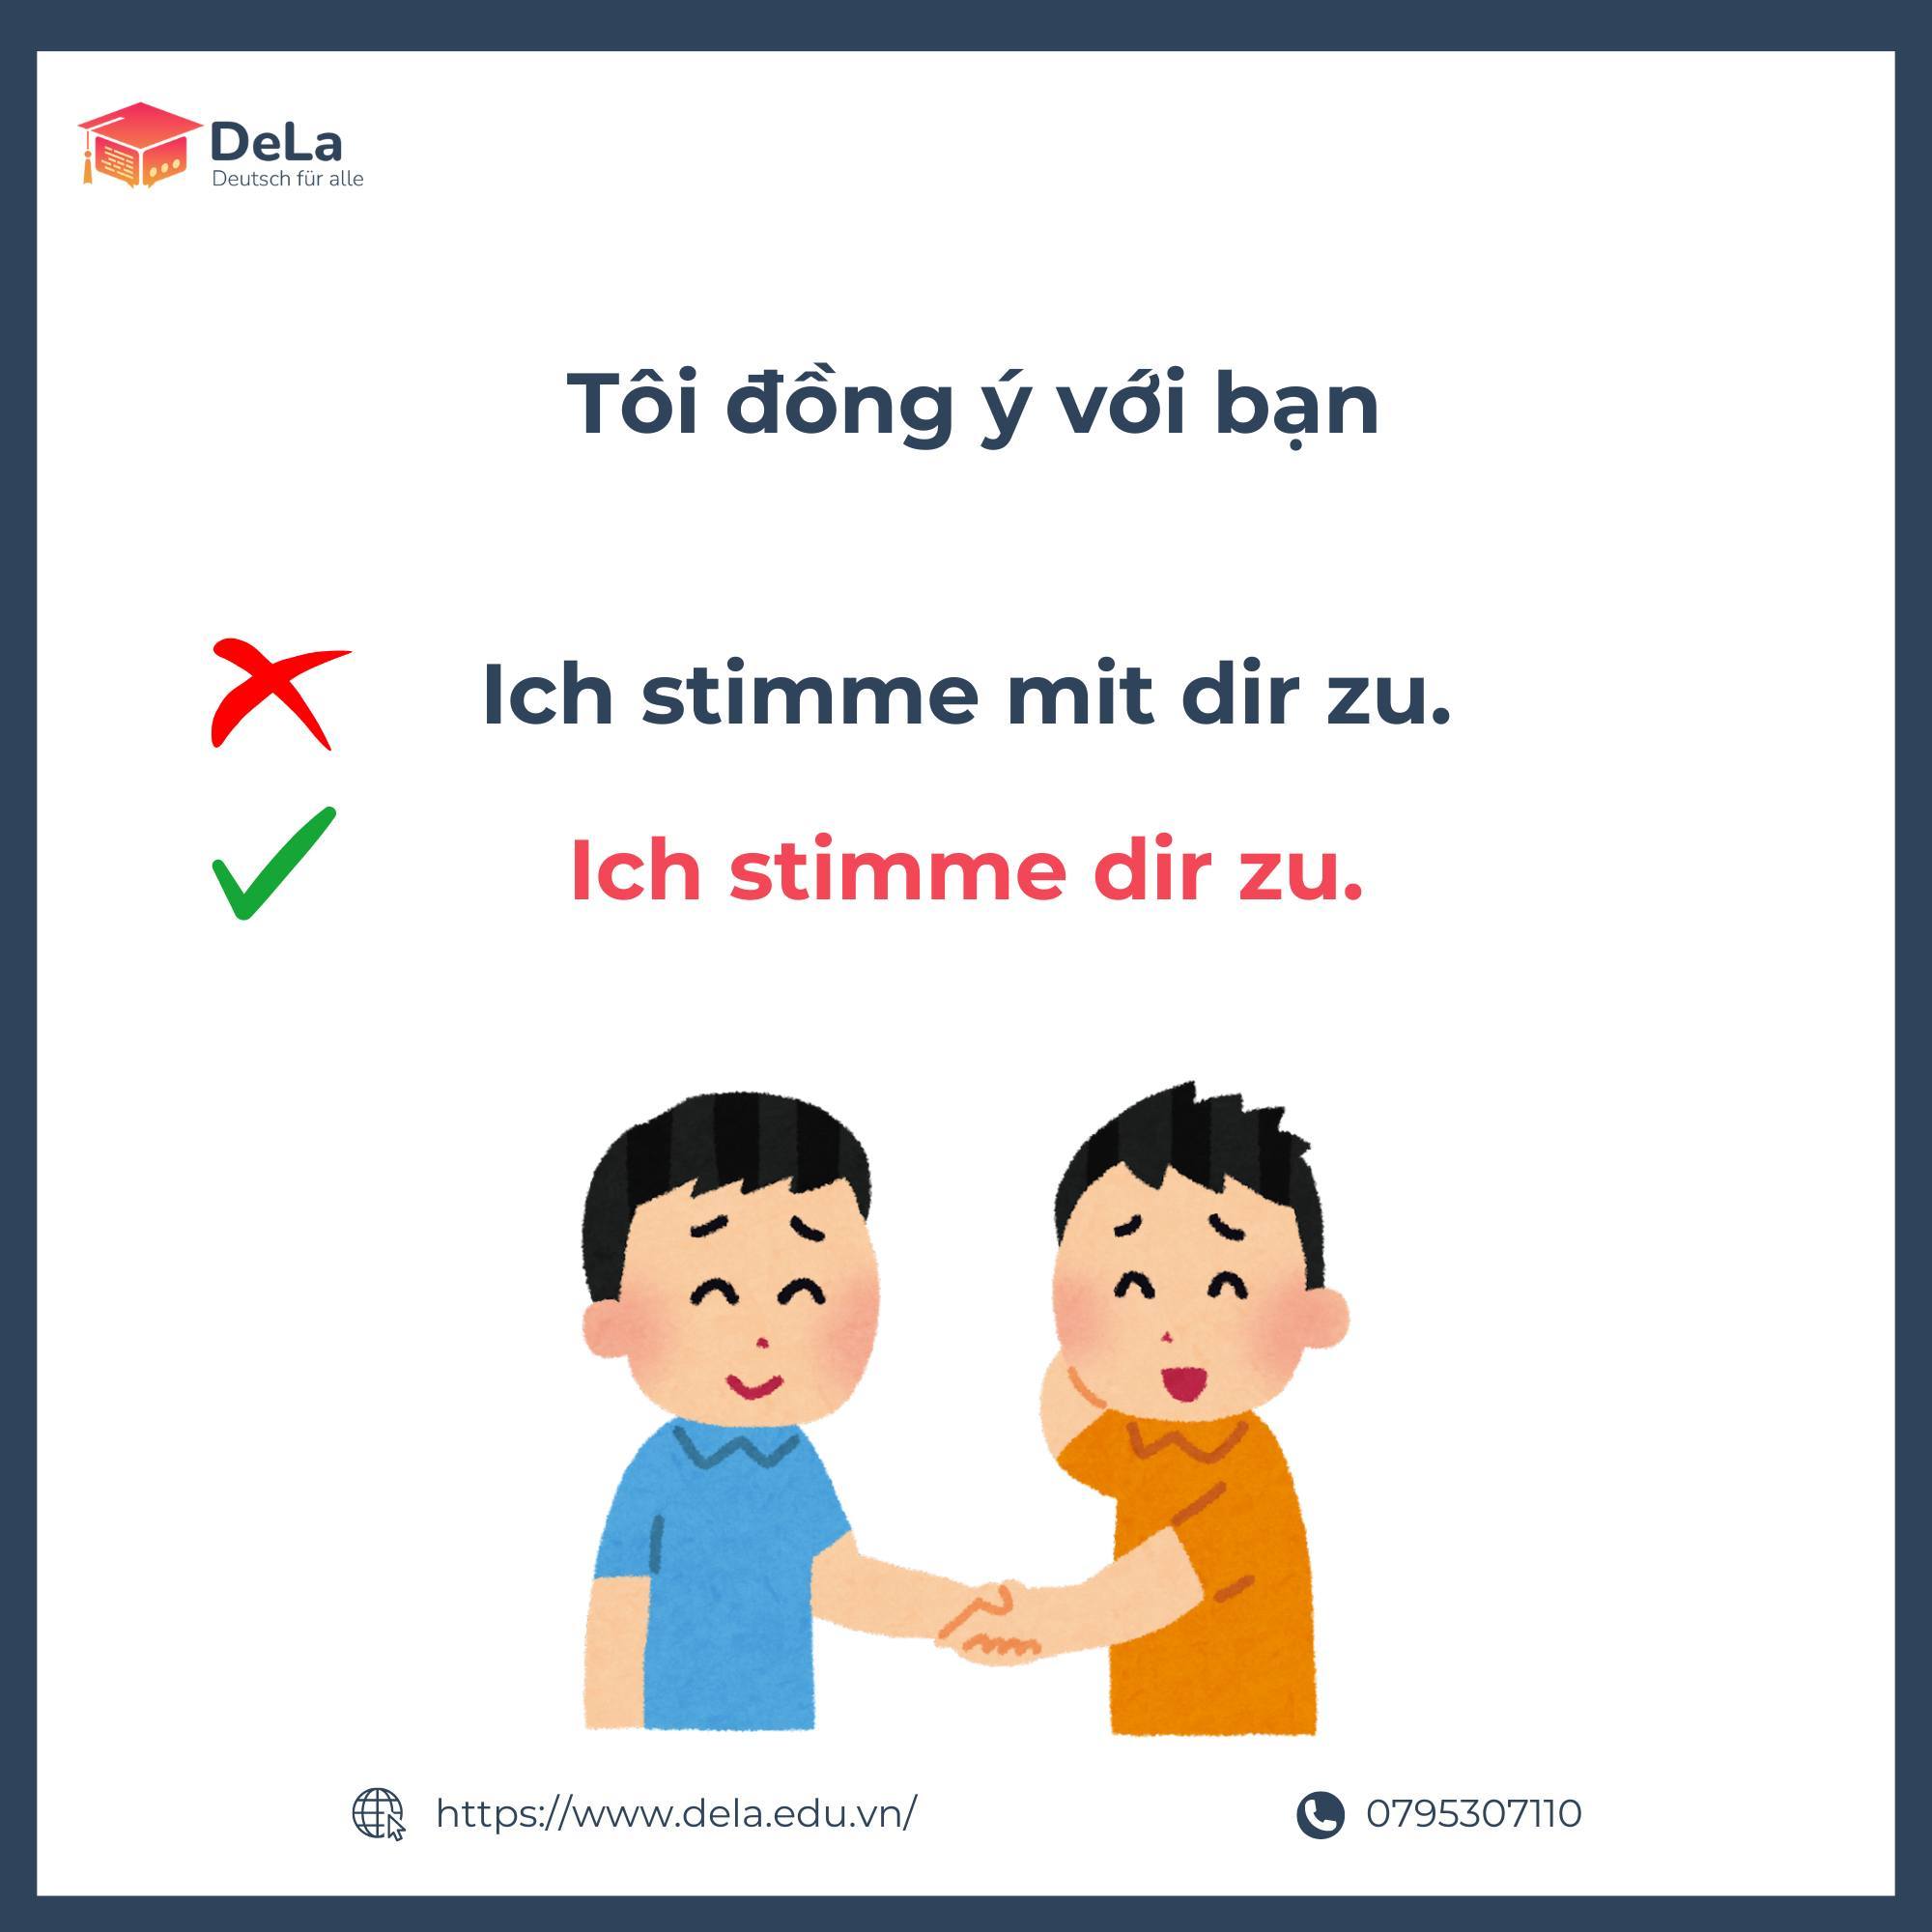 DeLa
Deutsch für alle
Tôi đồng ý với bạn
Ich stimme mit dir zu.
Ich stimme dir zu.
https://www.dela.edu.vn/
0795307110